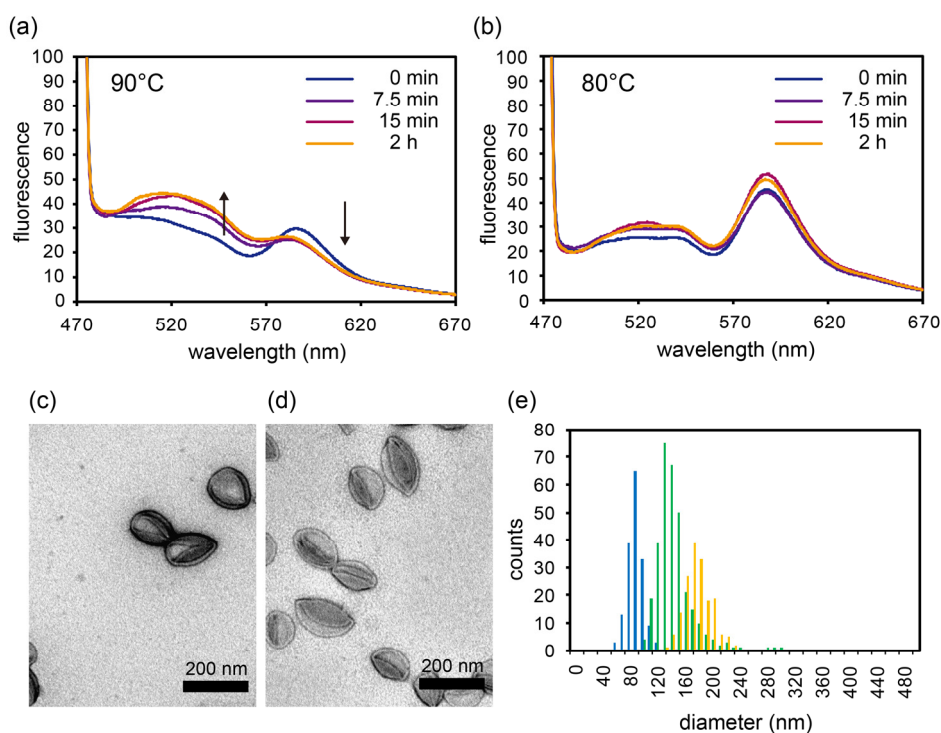 (a)
90°C
0 min
7.5 min
15 min
2 h
100
90
80
70
60
50
40
30
20
10
0
fluorescence
470 520 570 620 670
wavelength (nm)
(b)
80°C
0 min
7.5 min
15 min
2 h
100
90
80
70
60
50
40
30
20
10
0
fluorescence
470 520 570 620 670
wavelength (nm)
(c)
200 nm
(d)
200 nm
(e)
80
70
60
50
40
30
20
10
0
counts
0 40 80 120 160 200 240 280 320 360 400 440 480
diameter (nm)